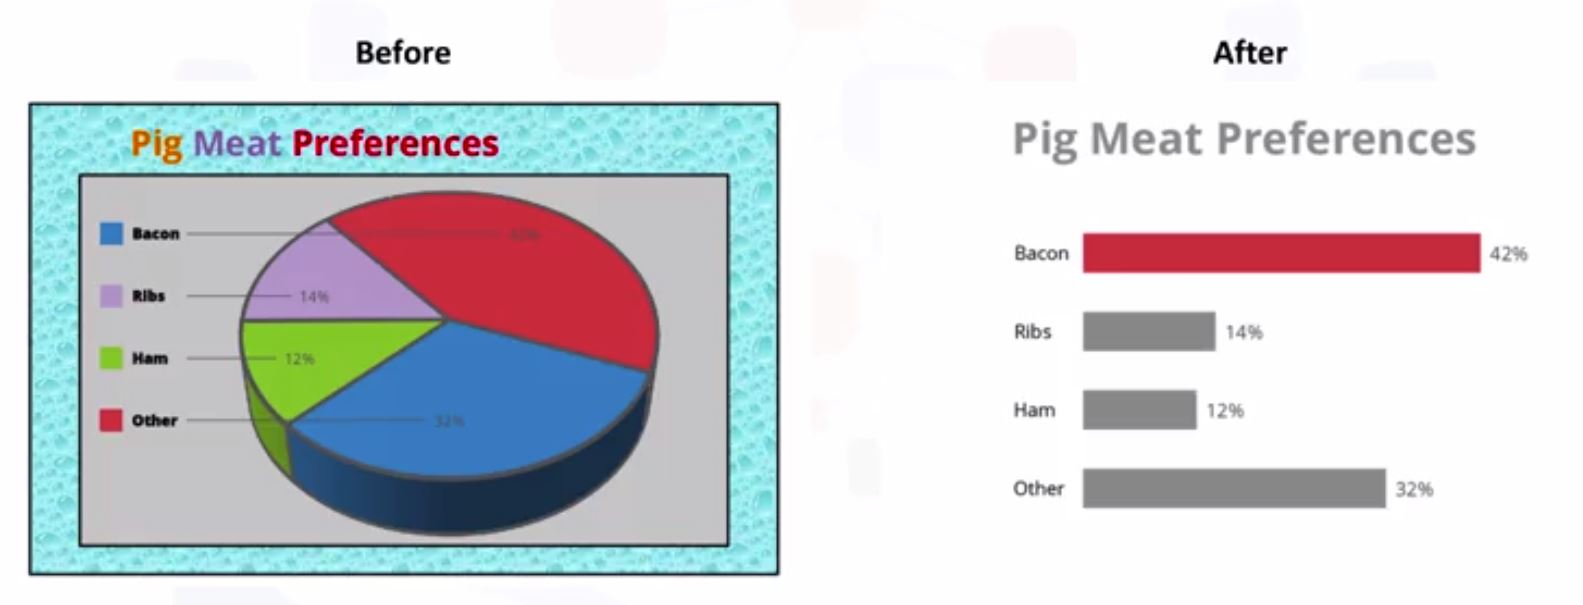 Before
Pig Meat Preferences
Bacon 42%
Ribs 14%
Ham 12%
Other 32%
After
Pig Meat Preferences
Bacon 42%
Ribs 14%
Ham 12%
Other 32%